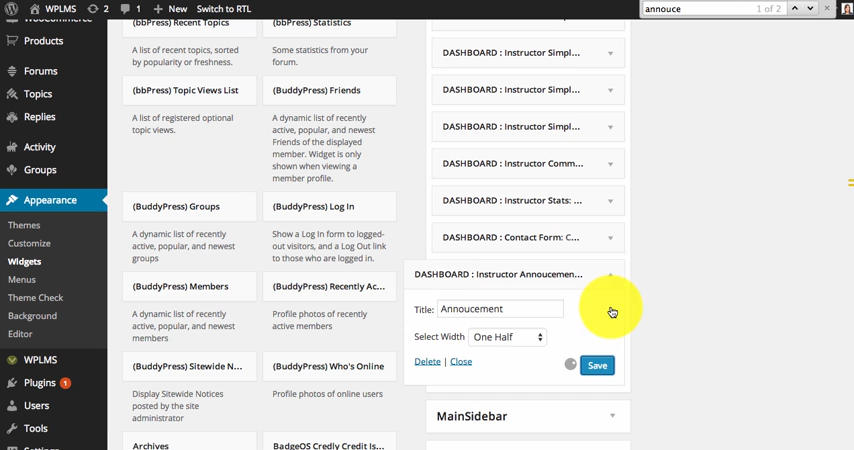 WPLMS 2 1 New Switch to RTL
annouce 1 of 2
Products
Forums
Topics
Replies
Activity
Groups
Appearance
Themes
Customize
Widgets
Menus
Theme Check
Background
Editor
WPLMS
Plugins 1
Users
Tools
(bbPress) Recent Topics
A list of recent topics, sorted
by popularity or freshness.
(bbPress) Statistics
Some statistics from your
forum.
(bbPress) Topic Views List
A list of registered optional
topic views.
(BuddyPress) Friends
A dynamic list of recently
active, popular, and newest
Friends of the displayed
member. Widget is only
shown when viewing a
member profile.
(BuddyPress) Groups
A dynamic list of recently
active, popular, and newest
groups
(BuddyPress) Log In
Show a Log In form to logged-
out visitors, and a Log Out link
to those who are logged in.
(BuddyPress) Members
A dynamic list of recently
active, popular, and newest
members
(BuddyPress) Recently Ac...
Profile photos of recently
active members
(BuddyPress) Sitewide N...
Display Sitewide Notices
posted by the site
administrator
(BuddyPress) Who's Online
Profile photos of online users
Archives
BadgeOS Credly Credit Is...
DASHBOARD : Instructor Simpl...
DASHBOARD : Instructor Simpl...
DASHBOARD : Instructor Simpl...
DASHBOARD : Instructor Comm...
DASHBOARD : Instructor Stats: ...
DASHBOARD : Contact Form: C...
DASHBOARD : Instructor Annoucemen...
Title: Annoucement
Select Width One Half
Delete | Close
Save
MainSidebar